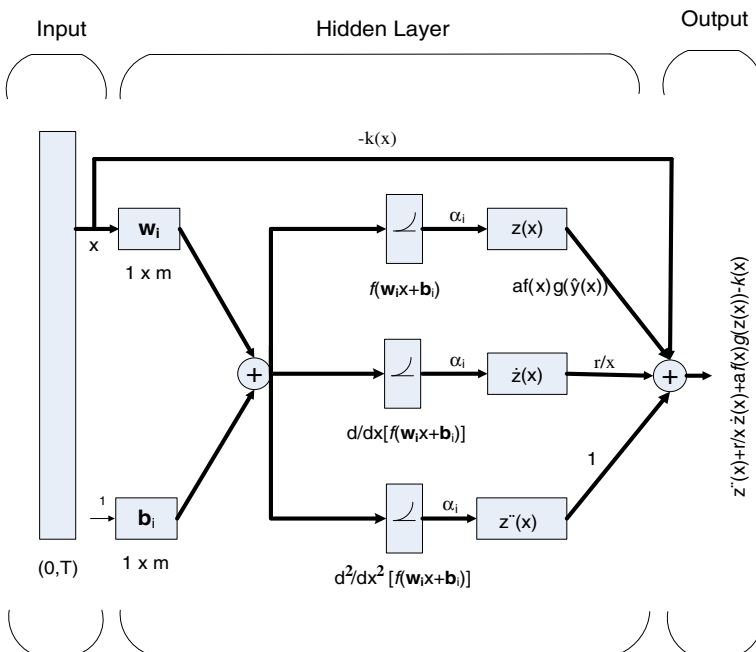 Input
Hidden Layer
Output
-k(x)
x
wᵢ
1 x m
αᵢ
z(x)
f(wᵢx+bᵢ)
af(x)g(ŷ(x))
+
αᵢ
ż(x)
r/x
+
d/dx[f(wᵢx+bᵢ)]
1
1
bᵢ
αᵢ
z¨(x)
1 x m
(0,T)
d²/dx² [f(wᵢx+bᵢ)]
z¨(x)+r/x ż(x)+af(x)g(z(x))-k(x)